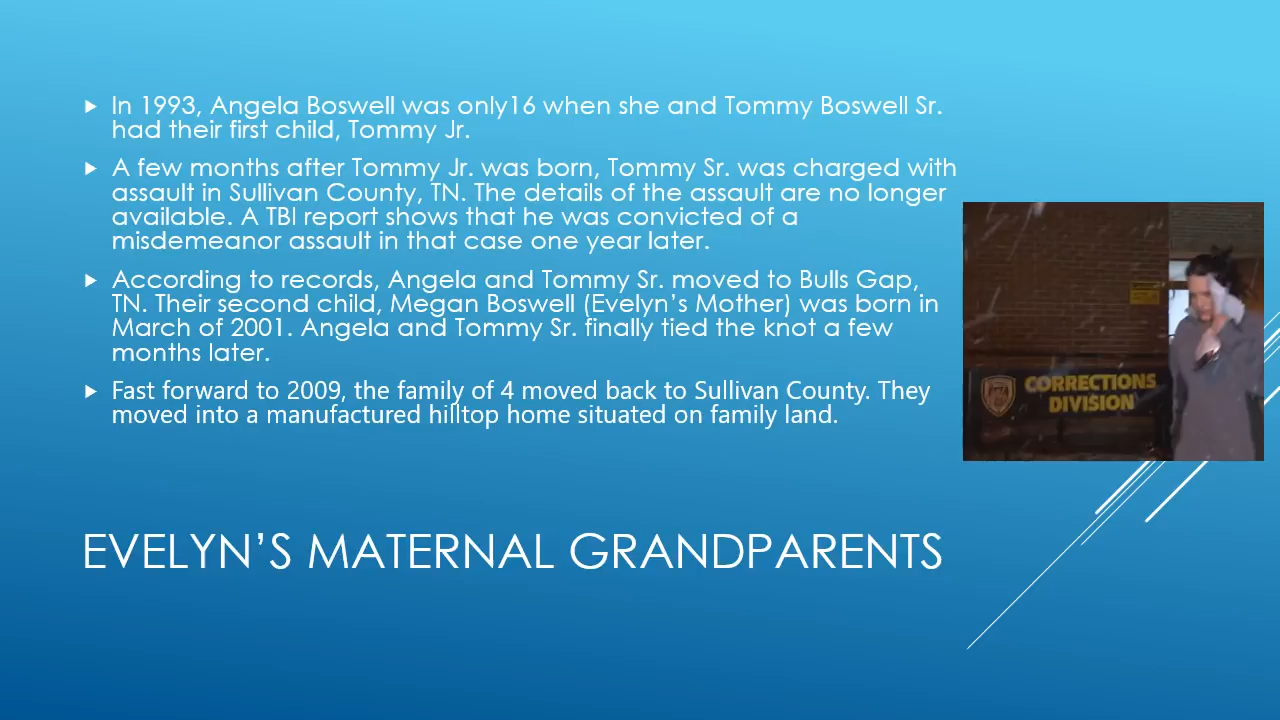 In 1993, Angela Boswell was only16 when she and Tommy Boswell Sr.
had their first child, Tommy Jr.
A few months after Tommy Jr. was born, Tommy Sr. was charged with
assault in Sullivan County, TN. The details of the assault are no longer
available. A TBI report shows that he was convicted of a
misdemeanor assault in that case one year later.
According to records, Angela and Tommy Sr. moved to Bulls Gap,
TN. Their second child, Megan Boswell (Evelyn’s Mother) was born in
March of 2001. Angela and Tommy Sr. finally tied the knot a few
months later.
Fast forward to 2009, the family of 4 moved back to Sullivan County. They
moved into a manufactured hilltop home situated on family land.
CORRECTIONS
DIVISION
EVELYN’S MATERNAL GRANDPARENTS